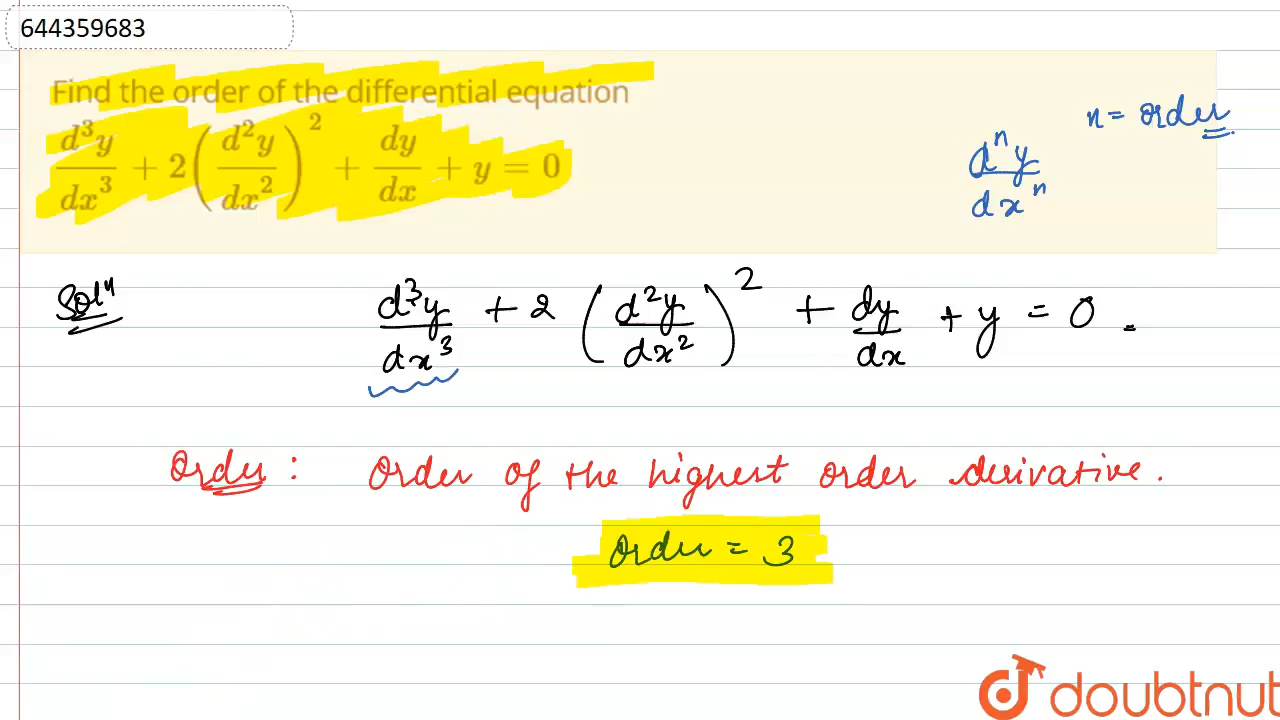 644359683
Find the order of the differential equation
d³y/dx³ + 2(d²y/dx²)² + dy/dx + y = 0
n = order
dⁿy/dxⁿ
Solⁿ
d³y/dx³ + 2 (d²y/dx²)² + dy/dx + y = 0 .
Order : Order of the highest order derivative.
Order = 3
doubtnut